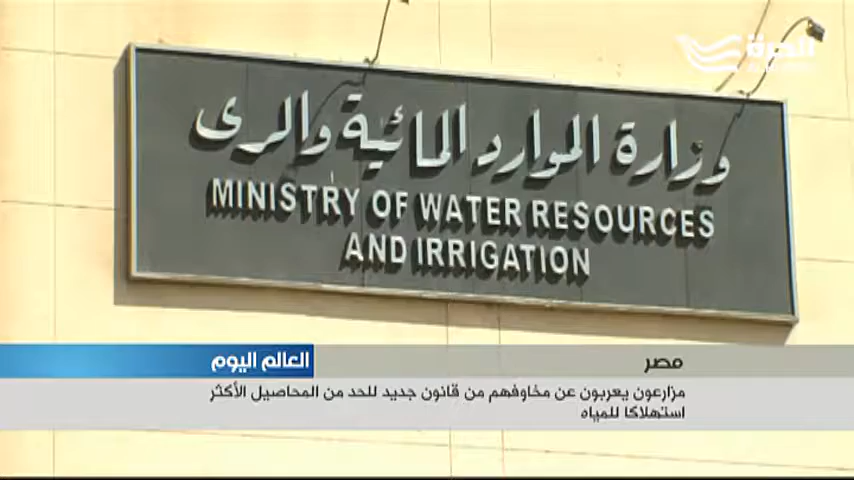 الحرة
وزارة الموارد المائية والرى
MINISTRY OF WATER RESOURCES
AND IRRIGATION
مصر
العالم اليوم
مزارعون يعربون عن مخاوفهم من قانون جديد للحد من المحاصيل الأكثر
استهلاكا للمياه